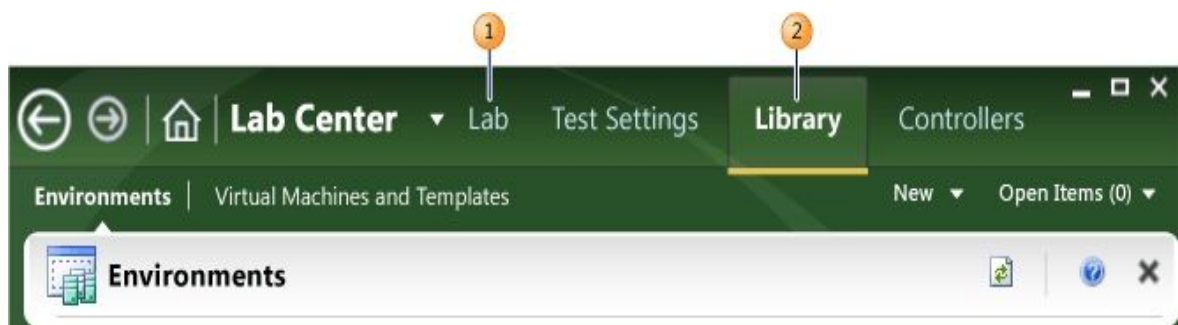 1 2
Lab Center Lab Test Settings Library Controllers
Environments Virtual Machines and Templates New Open Items (0)
Environments